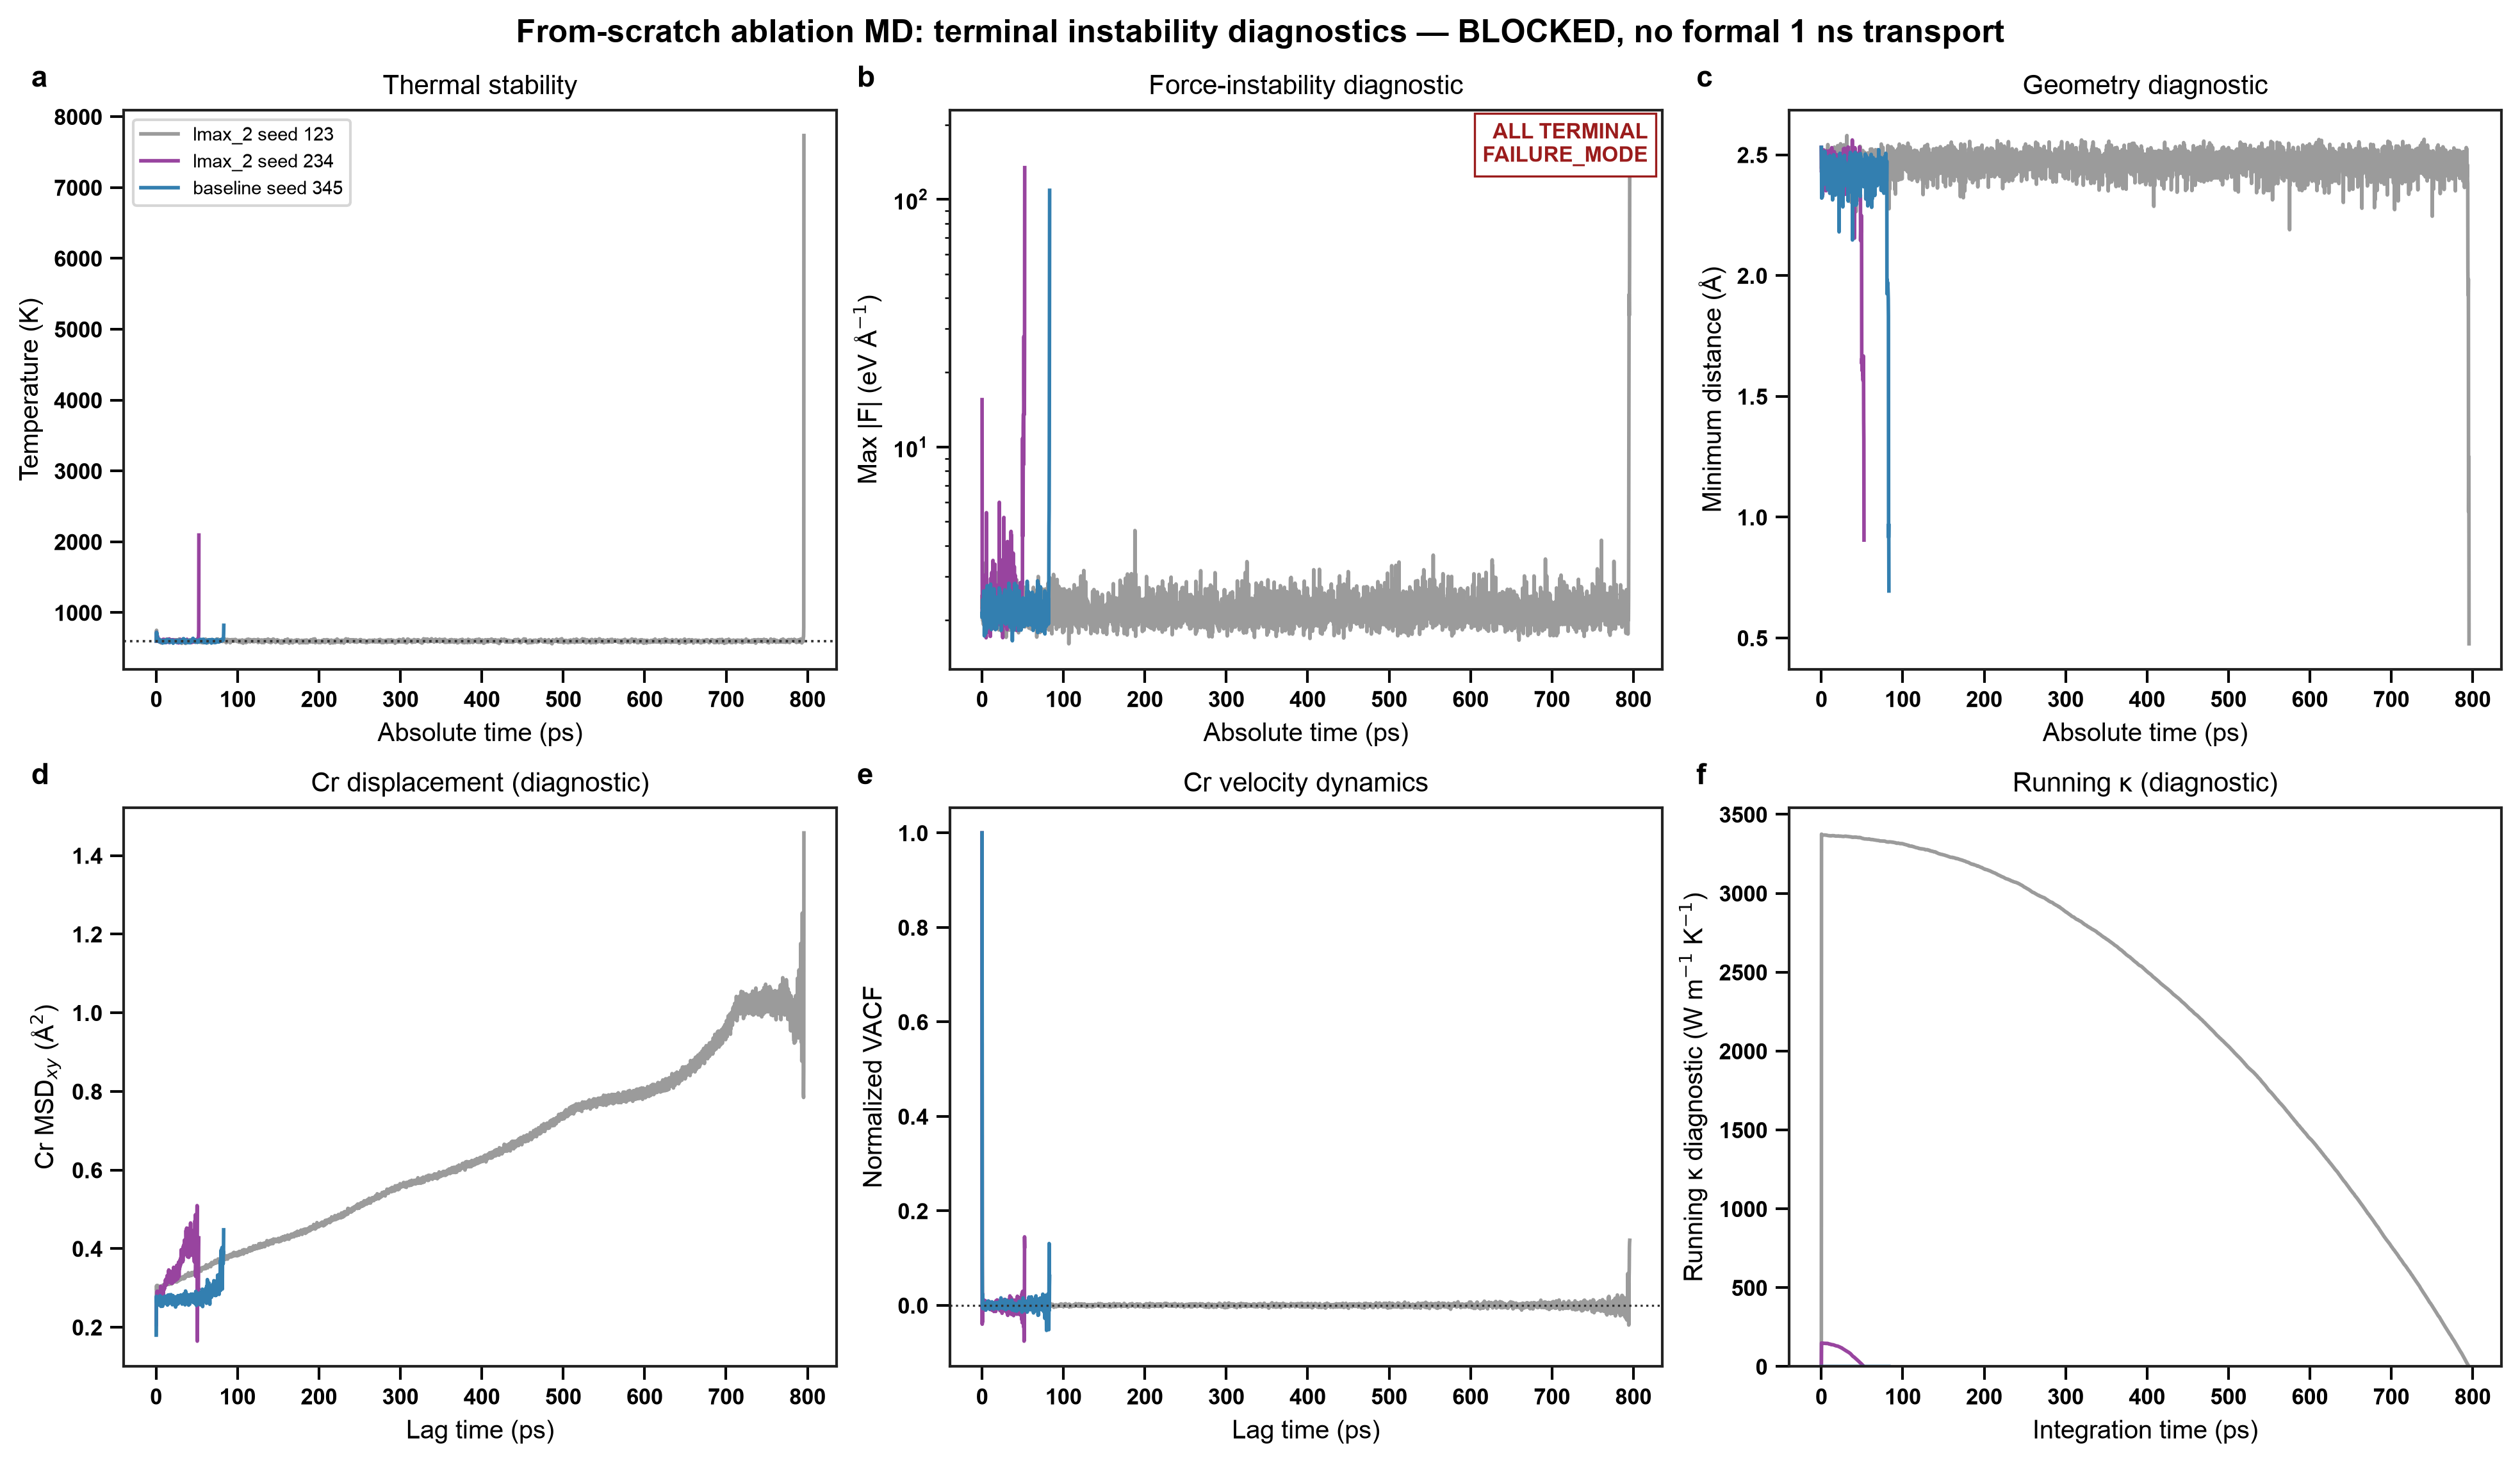 From-scratch ablation MD: terminal instability diagnostics — BLOCKED, no formal 1 ns transport
a
Thermal stability
8000
7000
6000
5000
4000
3000
2000
1000
Temperature (K)
lmax_2 seed 123
lmax_2 seed 234
baseline seed 345
0 100 200 300 400 500 600 700 800
Absolute time (ps)
b
Force-instability diagnostic
10²
10¹
Max |F| (eV Å⁻¹)
ALL TERMINAL
FAILURE_MODE
0 100 200 300 400 500 600 700 800
Absolute time (ps)
c
Geometry diagnostic
2.5
2.0
1.5
1.0
0.5
Minimum distance (Å)
0 100 200 300 400 500 600 700 800
Absolute time (ps)
d
Cr displacement (diagnostic)
1.4
1.2
1.0
0.8
0.6
0.4
0.2
Cr MSD_xy (Å²)
0 100 200 300 400 500 600 700 800
Lag time (ps)
e
Cr velocity dynamics
1.0
0.8
0.6
0.4
0.2
0.0
Normalized VACF
0 100 200 300 400 500 600 700 800
Lag time (ps)
f
Running κ (diagnostic)
3500
3000
2500
2000
1500
1000
500
0
Running κ diagnostic (W m⁻¹ K⁻¹)
0 100 200 300 400 500 600 700 800
Integration time (ps)